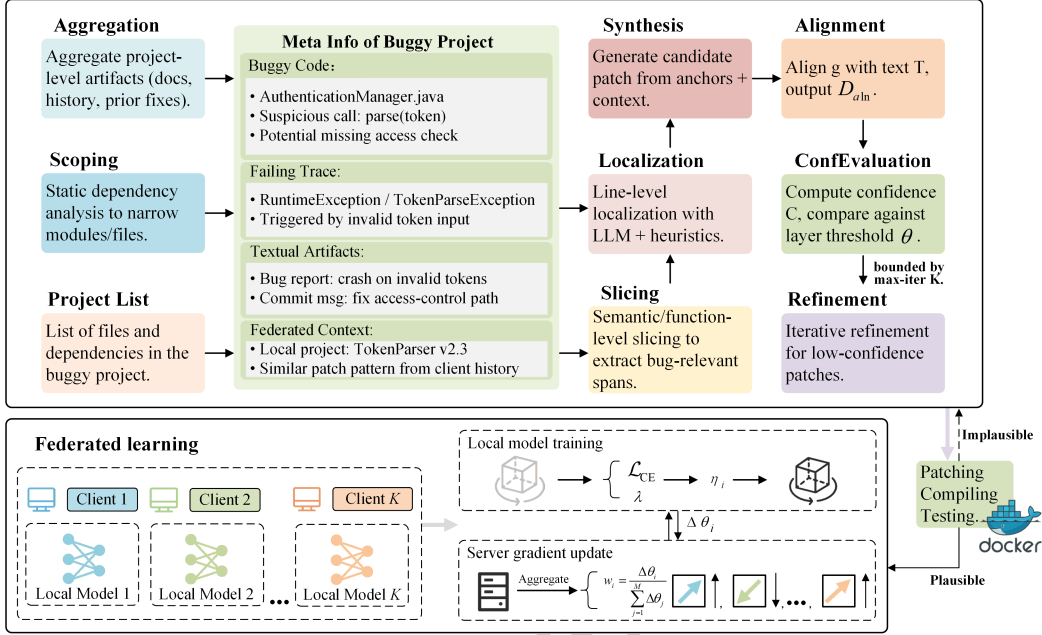 Aggregation
Aggregate project-
level artifacts (docs,
history, prior fixes).
Scoping
Static dependency
analysis to narrow
modules/files.
Project List
List of files and
dependencies in the
buggy project.
Meta Info of Buggy Project
Buggy Code:
• AuthenticationManager.java
• Suspicious call: parse(token)
• Potential missing access check
Failing Trace:
• RuntimeException / TokenParseException
• Triggered by invalid token input
Textual Artifacts:
• Bug report: crash on invalid tokens
• Commit msg: fix access-control path
Federated Context:
• Local project: TokenParser v2.3
• Similar patch pattern from client history
Synthesis
Generate candidate
patch from anchors +
context.
Localization
Line-level
localization with
LLM + heuristics.
Slicing
Semantic/function-
level slicing to
extract bug-relevant
spans.
Alignment
Align g with text T,
output D_{aln}.
ConfEvaluation
Compute confidence
C, compare against
layer threshold θ.
bounded by
max-iter K.
Refinement
Iterative refinement
for low-confidence
patches.
Implausible
Patching
Compiling
Testing.
docker
Plausible
Federated learning
Client 1
Client 2
Client K
Local Model 1
Local Model 2
...
Local Model K
Local model training
ℒ_{CE}
λ
η_i
Δθ_i
Server gradient update
Aggregate
w_i = Δθ_i / ∑_{j=1}^{M} Δθ_j
, ,...,